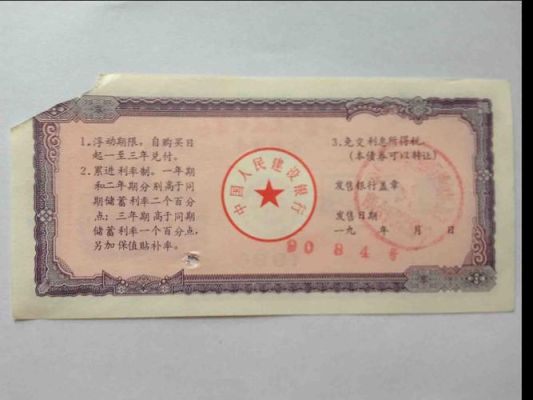 1.浮动期限，自购买日
起一至三年兑付。
2.累进利率制。一年期
和二年期分别高于同
期储蓄利率二个百分
点；三年期高于同期
储蓄利率一个百分点，
另加保值贴补率。
中国人民建设银行
3.免交利息所得税。
(本债券可以转让)
发售银行盖章
发售日期
一九 年 月 日